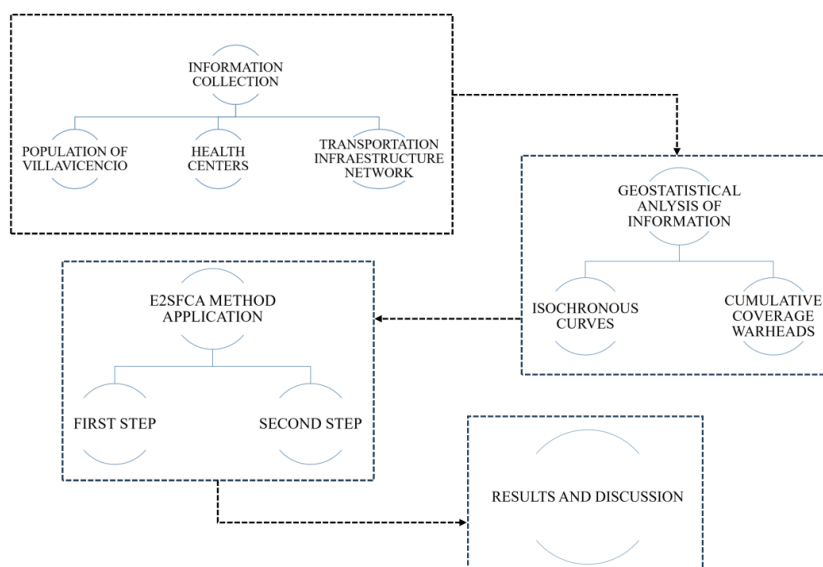 INFORMATION
COLLECTION
POPULATION OF
VILLAVICENCIO
HEALTH
CENTERS
TRANSPORTATION
INFRAESTRUCTURE
NETWORK
GEOSTATISTICAL
ANLYSIS OF
INFORMATION
ISOCHRONOUS
CURVES
CUMULATIVE
COVERAGE
WARHEADS
E2SFCA METHOD
APPLICATION
FIRST STEP
SECOND STEP
RESULTS AND DISCUSSION